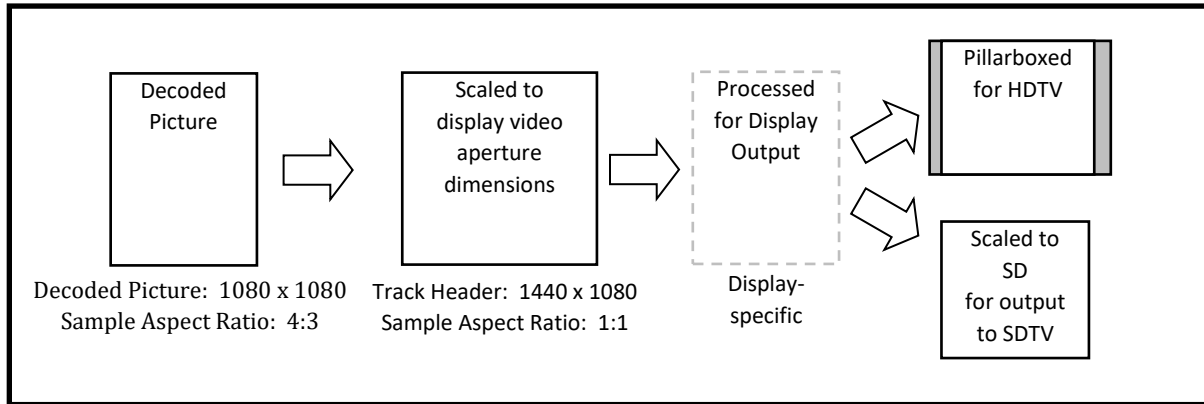 Decoded
Picture
Decoded Picture:  1080 x 1080
Sample Aspect Ratio:  4:3
Scaled to
display video
aperture
dimensions
Track Header:  1440 x 1080
Sample Aspect Ratio:  1:1
Processed
for Display
Output
Display-
specific
Pillarboxed
for HDTV
Scaled to
SD
for output
to SDTV